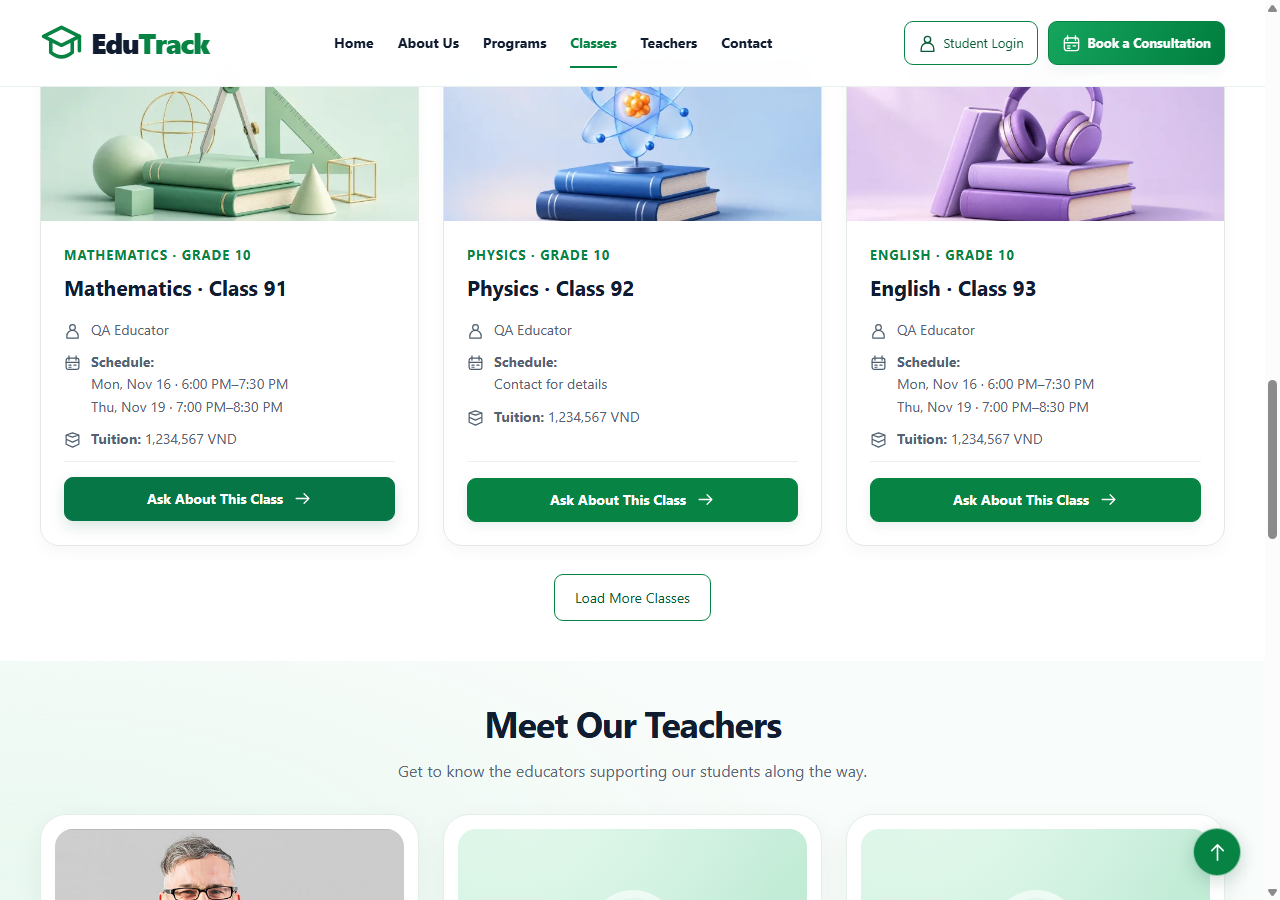 EduTrack
Home
About Us
Programs
Classes
Teachers
Contact
Student Login
Book a Consultation
MATHEMATICS · GRADE 10
Mathematics · Class 91
QA Educator
Schedule:
Mon, Nov 16 · 6:00 PM–7:30 PM
Thu, Nov 19 · 7:00 PM–8:30 PM
Tuition: 1,234,567 VND
Ask About This Class
PHYSICS · GRADE 10
Physics · Class 92
QA Educator
Schedule:
Contact for details
Tuition: 1,234,567 VND
Ask About This Class
ENGLISH · GRADE 10
English · Class 93
QA Educator
Schedule:
Mon, Nov 16 · 6:00 PM–7:30 PM
Thu, Nov 19 · 7:00 PM–8:30 PM
Tuition: 1,234,567 VND
Ask About This Class
Load More Classes
Meet Our Teachers
Get to know the educators supporting our students along the way.